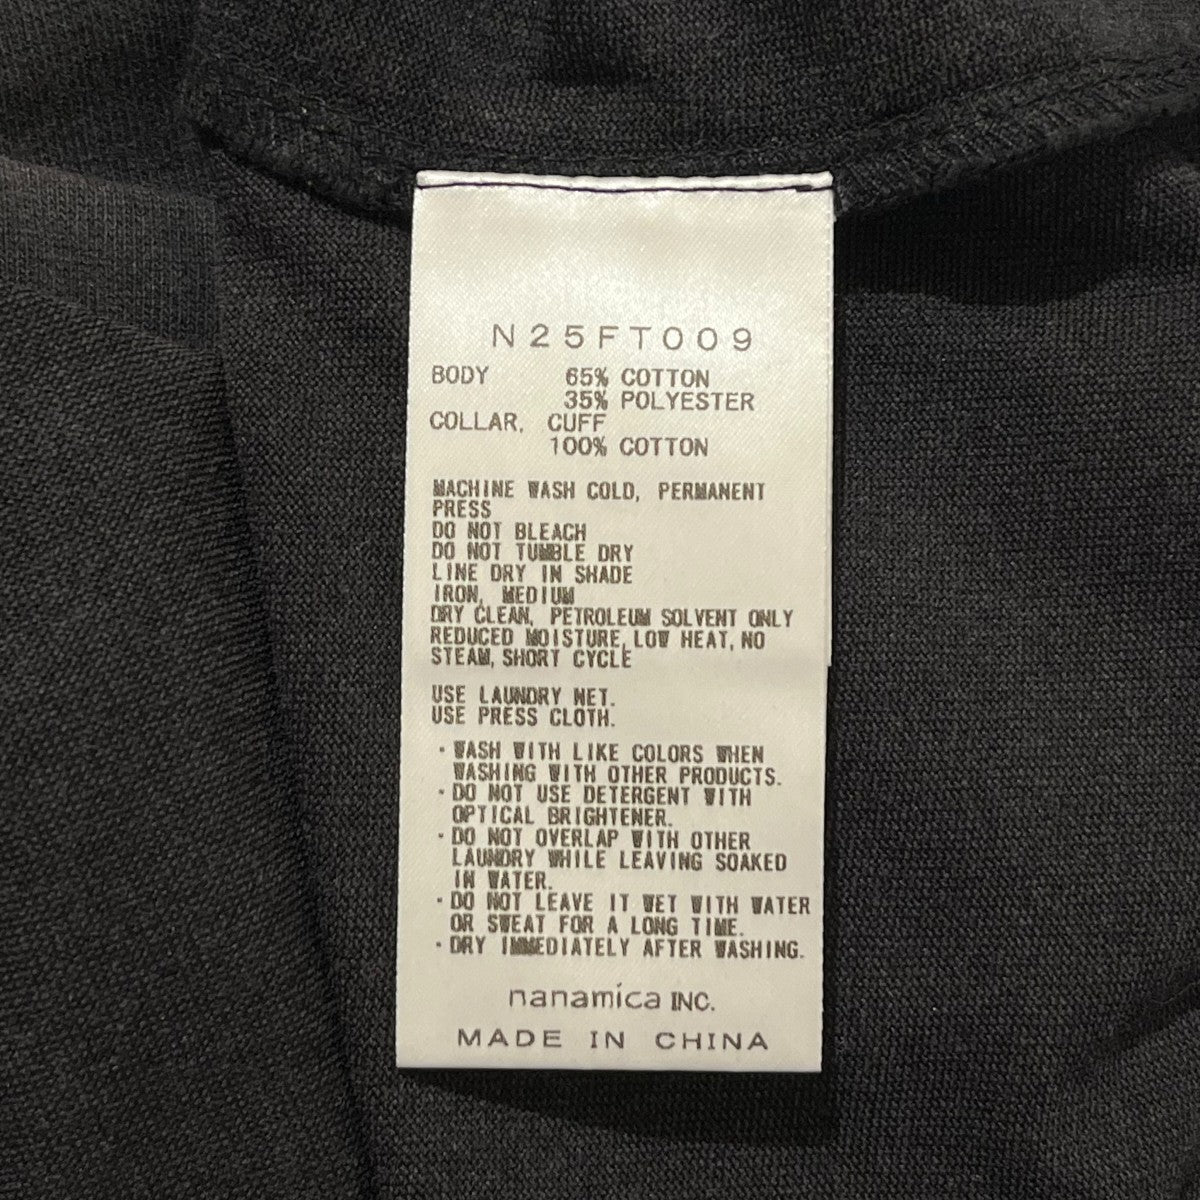 N25FT009
BODY 65% COTTON
35% POLYESTER
COLLAR, CUFF
100% COTTON
MACHINE WASH COLD, PERMANENT
PRESS
DO NOT BLEACH
DO NOT TUMBLE DRY
LINE DRY IN SHADE
IRON, MEDIUM
DRY CLEAN, PETROLEUM SOLVENT ONLY
REDUCED MOISTURE, LOW HEAT, NO
STEAM, SHORT CYCLE
USE LAUNDRY NET.
USE PRESS CLOTH.
・WASH WITH LIKE COLORS WHEN
WASHING WITH OTHER PRODUCTS.
・DO NOT USE DETERGENT WITH
OPTICAL BRIGHTENER.
・DO NOT OVERLAP WITH OTHER
LAUNDRY WHILE LEAVING SOAKED
IN WATER.
・DO NOT LEAVE IT WET WITH WATER
OR SWEAT FOR A LONG TIME.
・DRY IMMEDIATELY AFTER WASHING.
nanamica INC.
MADE IN CHINA